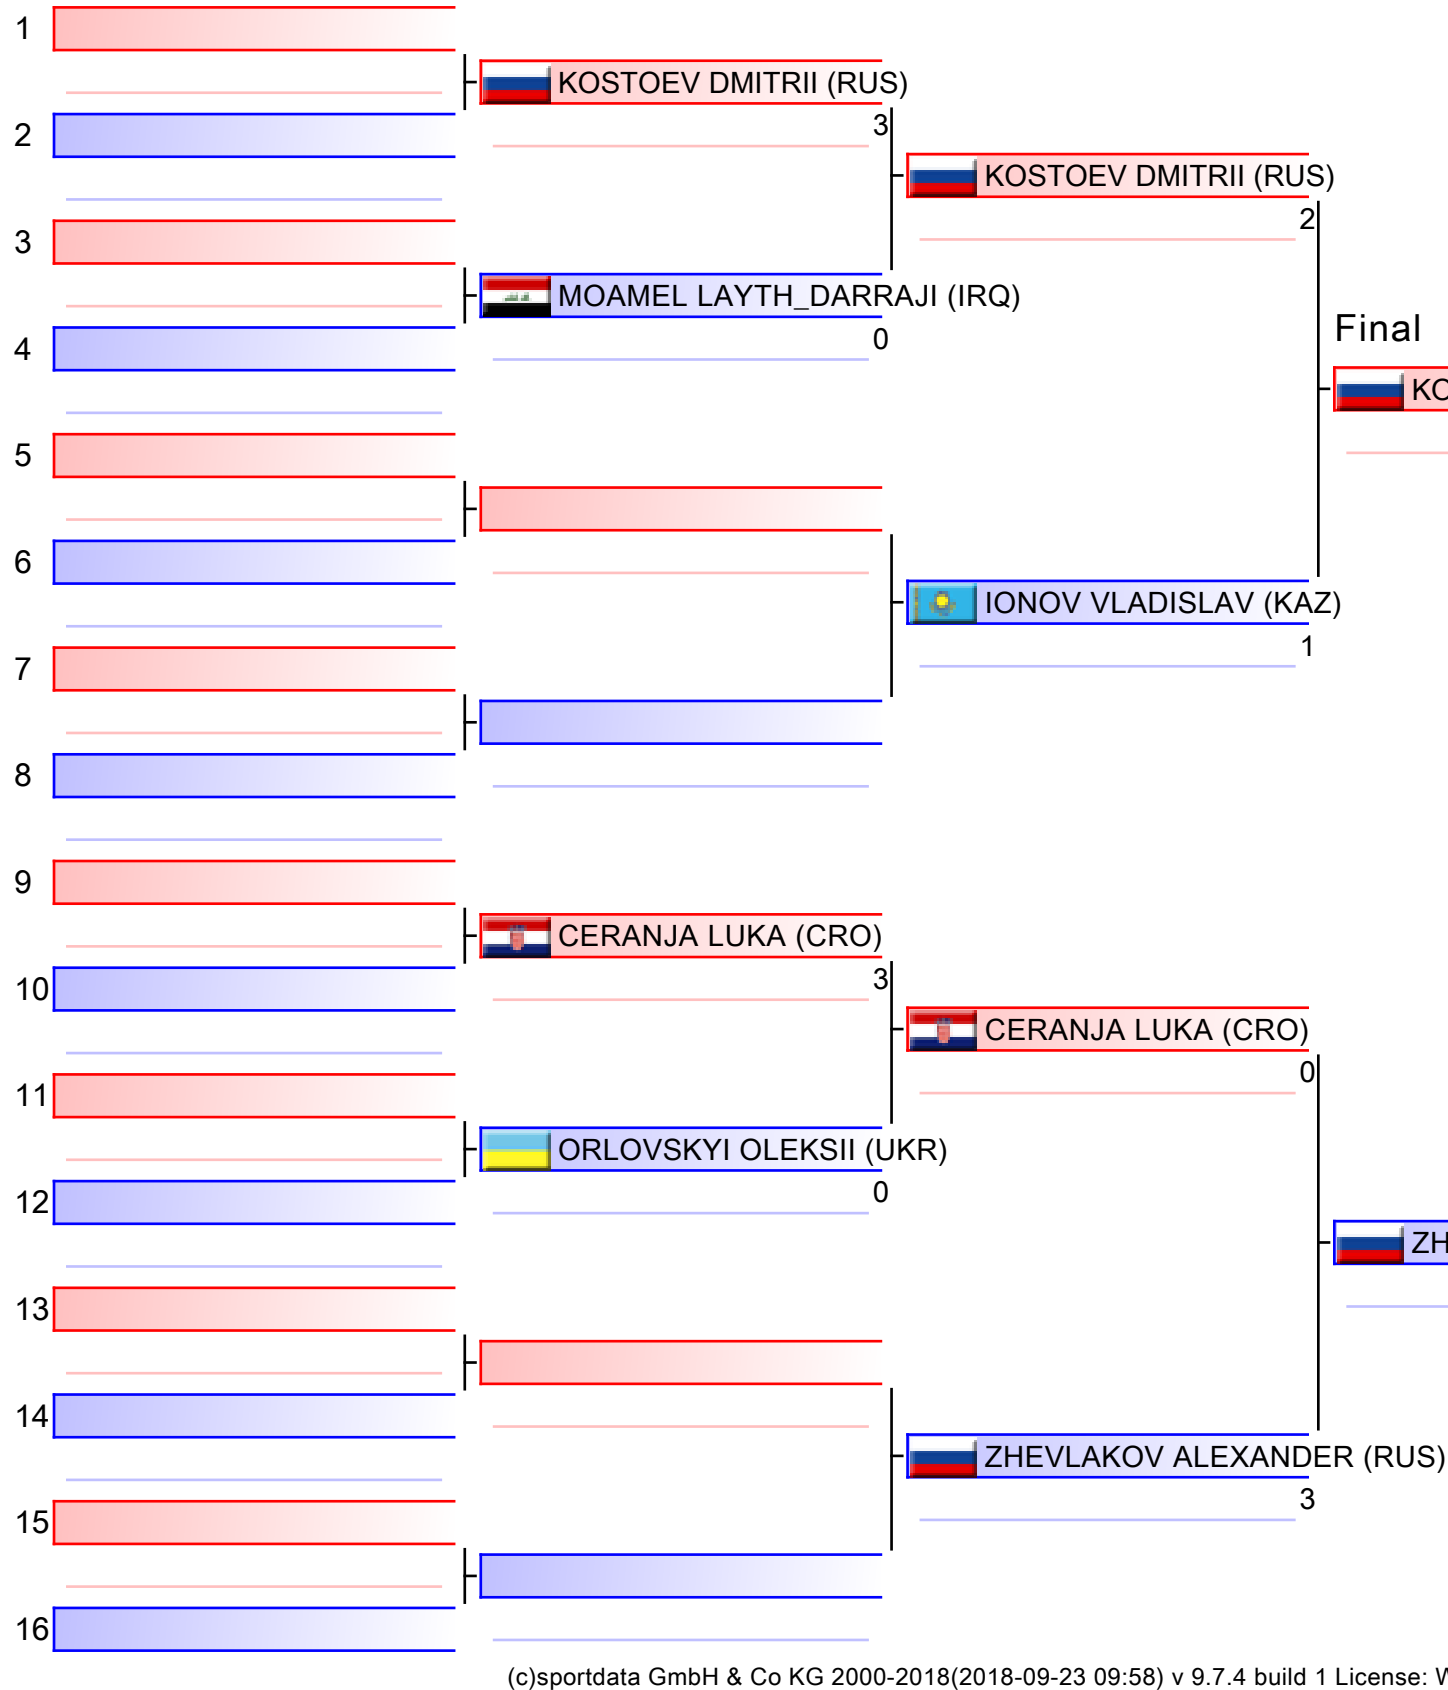 1
KOSTOEV DMITRII (RUS)
3
2
KOSTOEV DMITRII (RUS)
2
3
MOAMEL LAYTH_DARRAJI (IRQ)
0
4
Final
KO
5
6
IONOV VLADISLAV (KAZ)
1
7
8
9
CERANJA LUKA (CRO)
3
10
CERANJA LUKA (CRO)
0
11
ORLOVSKYI OLEKSII (UKR)
0
12
ZH
13
14
ZHEVLAKOV ALEXANDER (RUS)
3
15
16
(c)sportdata GmbH & Co KG 2000-2018(2018-09-23 09:58) v 9.7.4 build 1 License: W